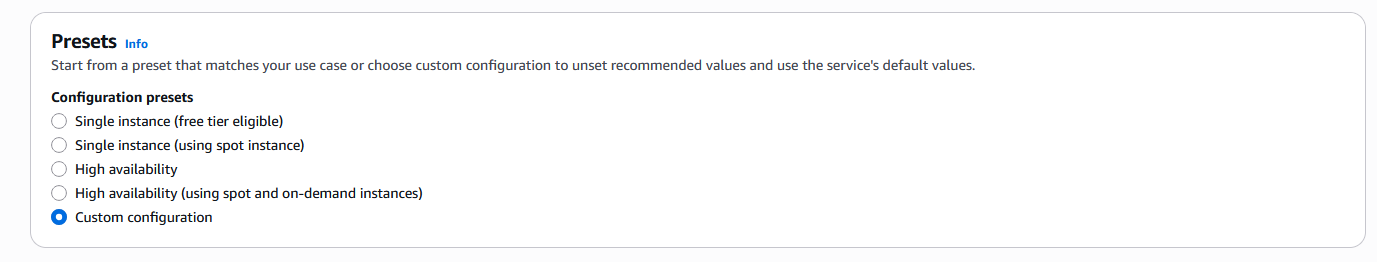 Presets Info
Start from a preset that matches your use case or choose custom configuration to unset recommended values and use the service's default values.
Configuration presets
Single instance (free tier eligible)
Single instance (using spot instance)
High availability
High availability (using spot and on-demand instances)
Custom configuration